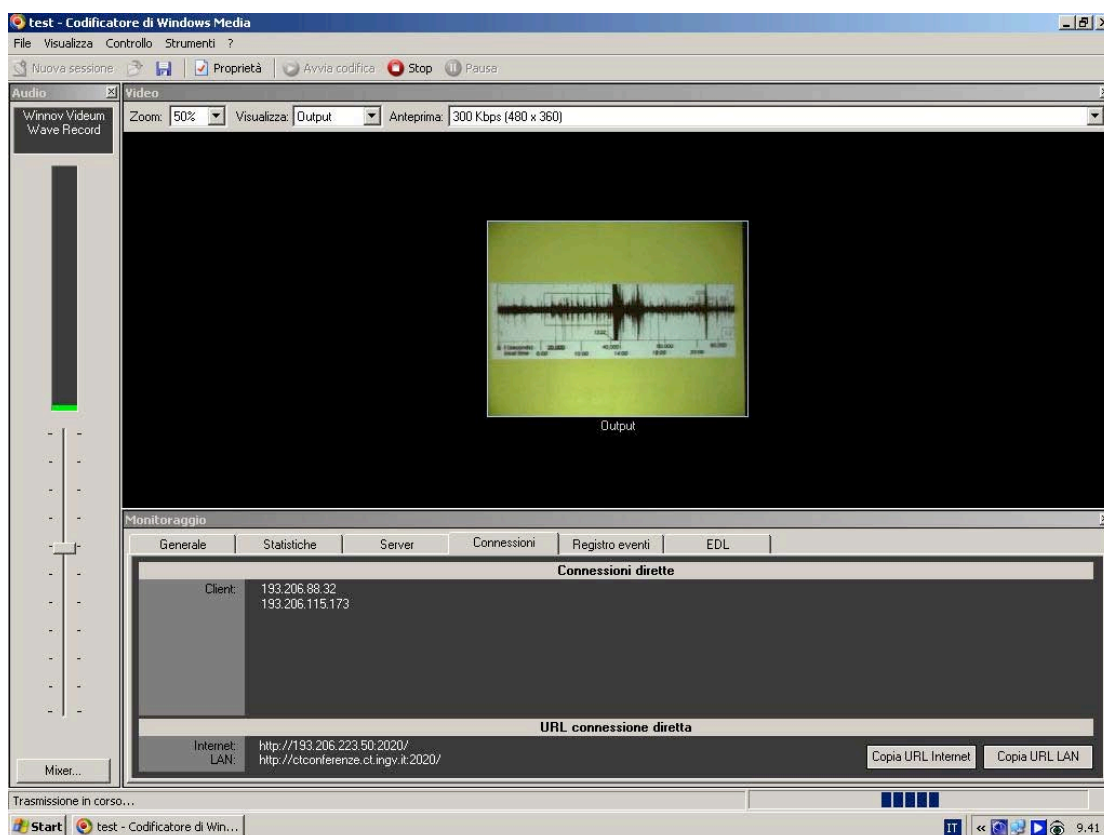 test - Codificatore di Windows Media
File Visualizza Controllo Strumenti ?
Nuova sessione Proprietà Avvia codifica Stop Pausa
Audio
Winnov Videum
Wave Record
Mixer...
Video
Zoom: 50% Visualizza: Output Anteprima: 300 Kbps (480 x 360)
Output
Monitoraggio
Generale Statistiche Server Connessioni Registro eventi EDL
Connessioni dirette
Client: 193.206.88.32
193.206.115.173
URL connessione diretta
Internet: http://193.206.223.50:2020/
LAN: http://ctconferenze.ct.ingv.it:2020/
Copia URL Internet Copia URL LAN
Trasmissione in corso...
Start test - Codificatore di Win... IT « 9.41